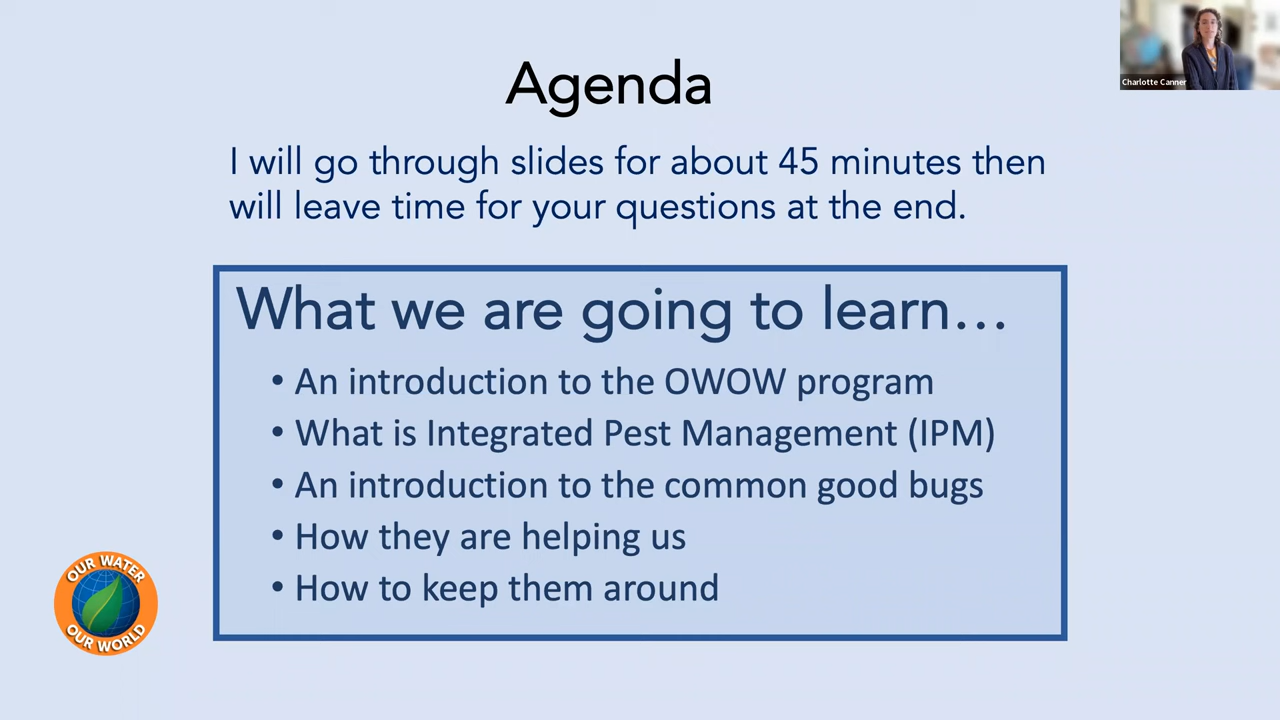 Agenda
Charlotte Canner
I will go through slides for about 45 minutes then
will leave time for your questions at the end.
What we are going to learn…
• An introduction to the OWOW program
• What is Integrated Pest Management (IPM)
• An introduction to the common good bugs
• How they are helping us
• How to keep them around
OUR WATER
OUR WORLD